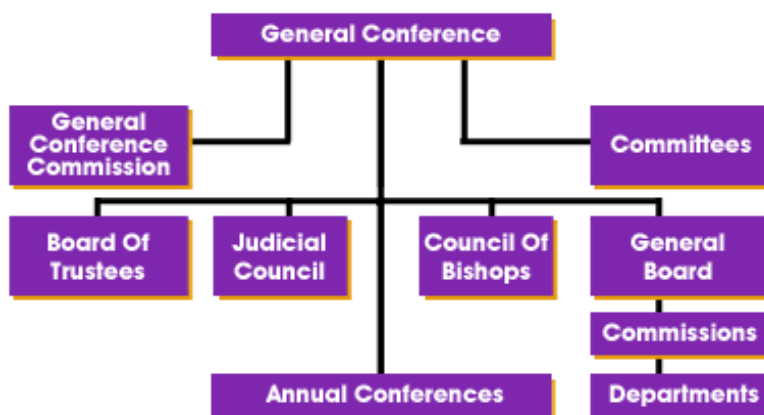 General Conference
General
Conference
Commission
Committees
Board Of
Trustees
Judicial
Council
Council Of
Bishops
General
Board
Commissions
Annual Conferences
Departments